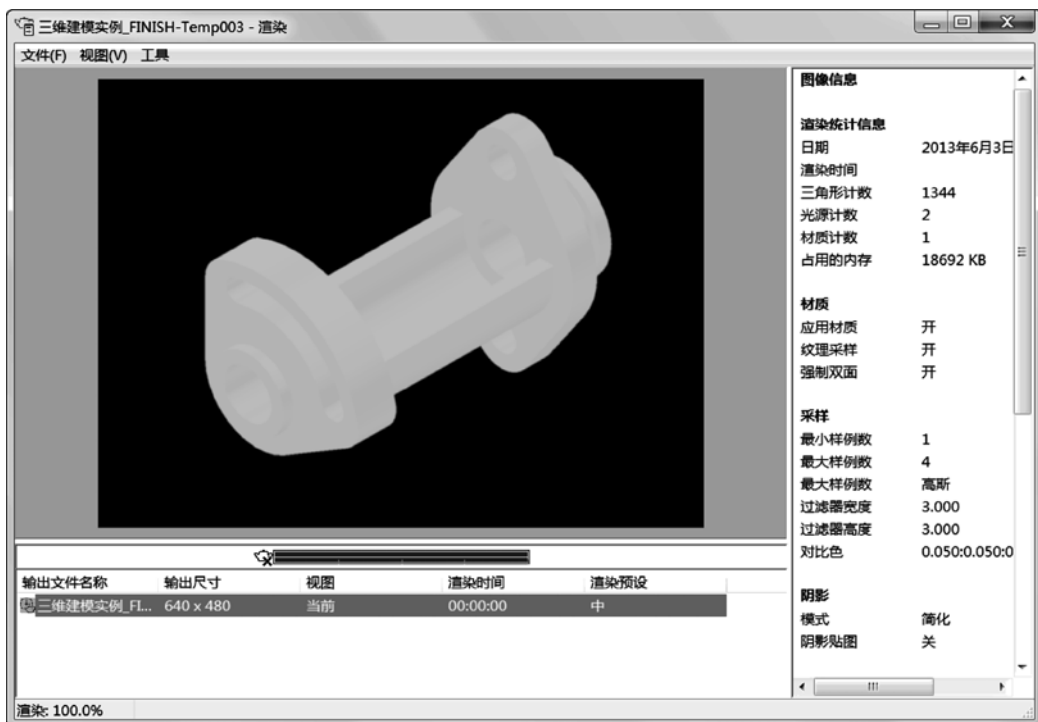 三维建模实例_FINISH-Temp003 - 渲染
文件(F) 视图(V) 工具
图像信息
渲染统计信息
日期 2013年6月3日
渲染时间
三角形计数 1344
光源计数 2
材质计数 1
占用的内存 18692 KB
材质
应用材质 开
纹理采样 开
强制双面 开
采样
最小样例数 1
最大样例数 4
最大样例数 高斯
过滤器宽度 3.000
过滤器高度 3.000
对比色 0.050:0.050:0
阴影
模式 简化
阴影贴图 关
输出文件名称 输出尺寸 视图 渲染时间 渲染预设
三维建模实例_FI... 640 x 480 当前 00:00:00 中
渲染: 100.0%